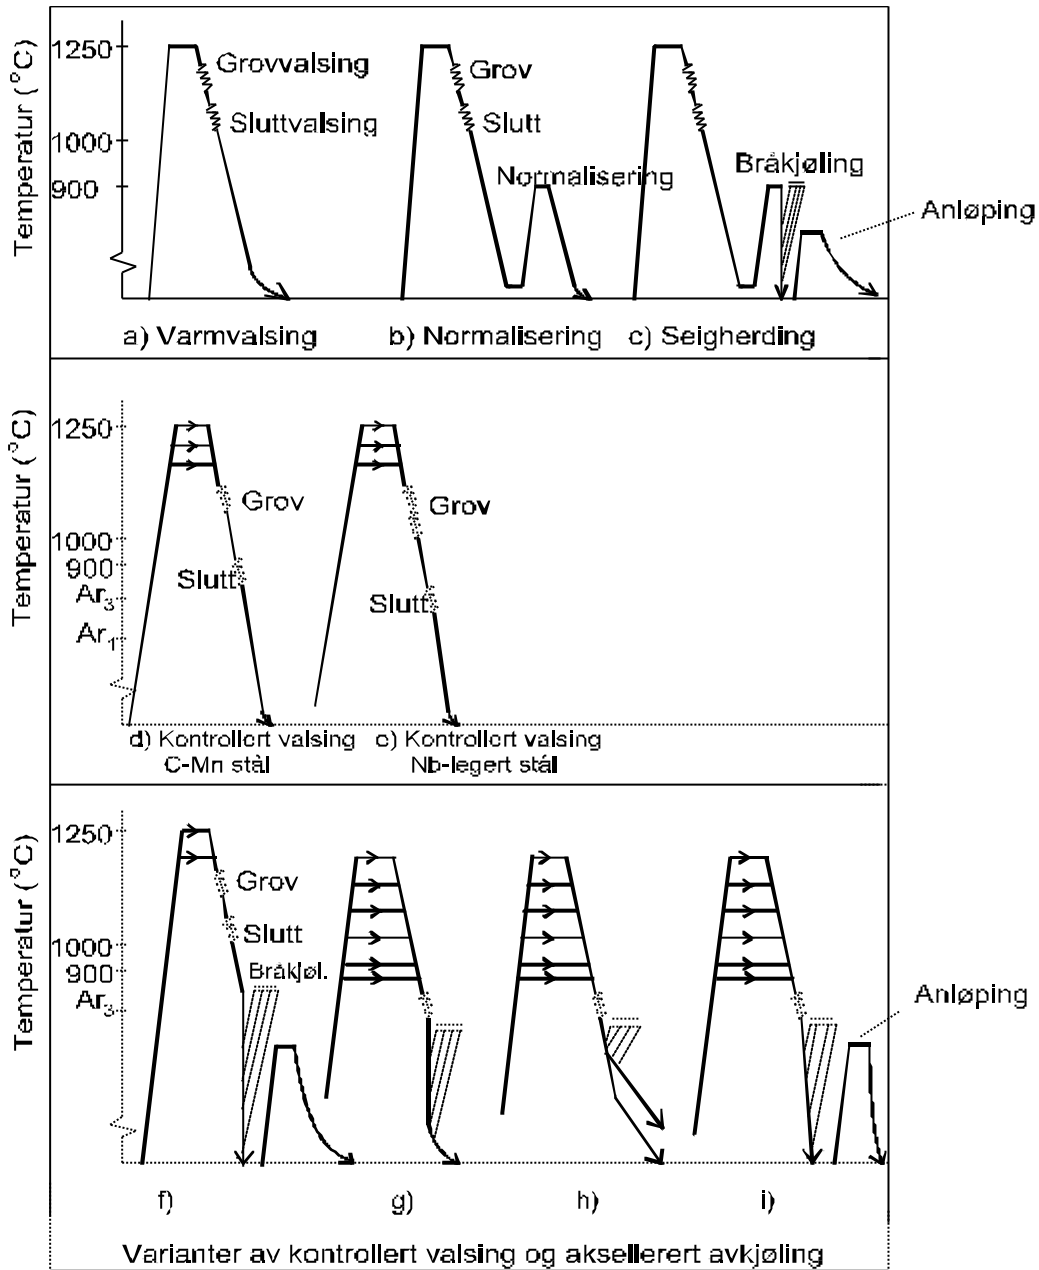 Temperatur (°C)
1250
1000
900
Grovvalsing
Sluttvalsing
Grov
Slutt
Normalisering
Bråkjøling
Anløping
a) Varmvalsing
b) Normalisering
c) Seigherding
Temperatur (°C)
1250
1000
900
Ar3
Ar1
Grov
Slutt
Grov
Slutt
d) Kontrollert valsing
C-Mn stål
e) Kontrollert valsing
Nb-legert stål
Temperatur (°C)
1250
1000
900
Ar3
Grov
Slutt
Bråkjøl.
Anløping
f)
g)
h)
i)
Varianter av kontrollert valsing og aksellerert avkjøling